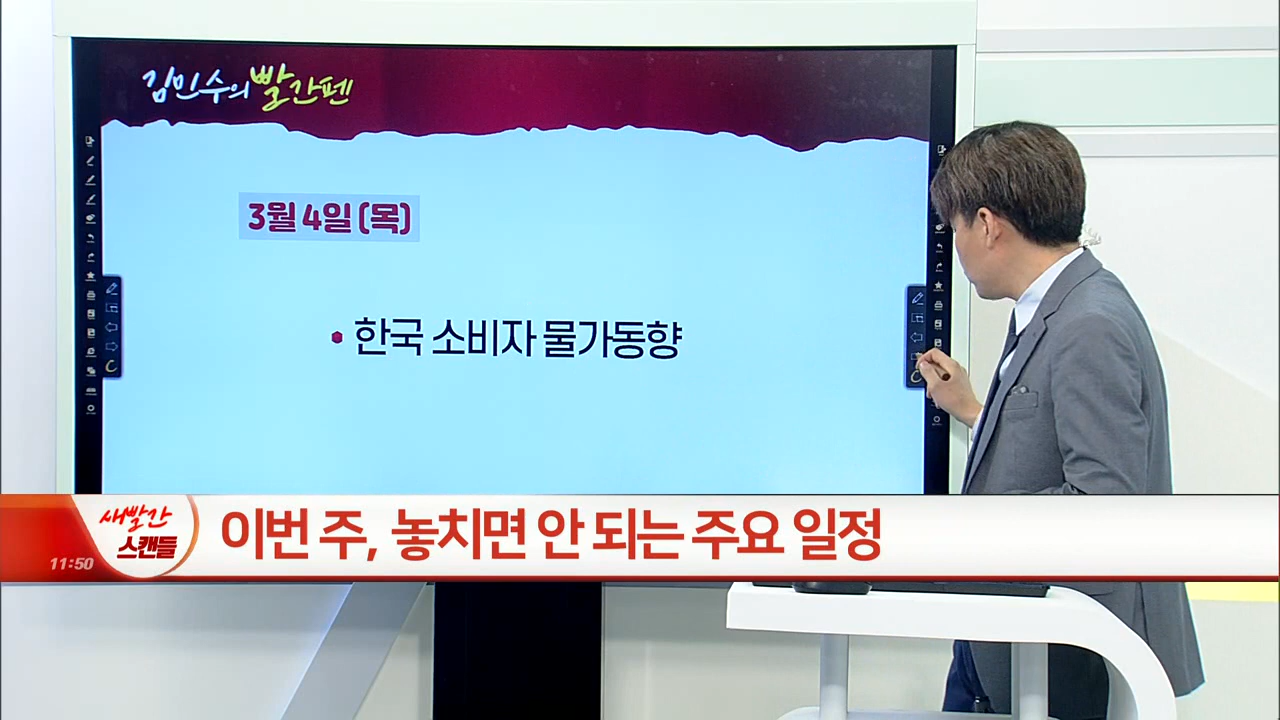 김민수의 빨간펜
3월 4일 (목)
• 한국 소비자 물가동향
새빨간
스캔들
11:50
이번 주, 놓치면 안 되는 주요 일정